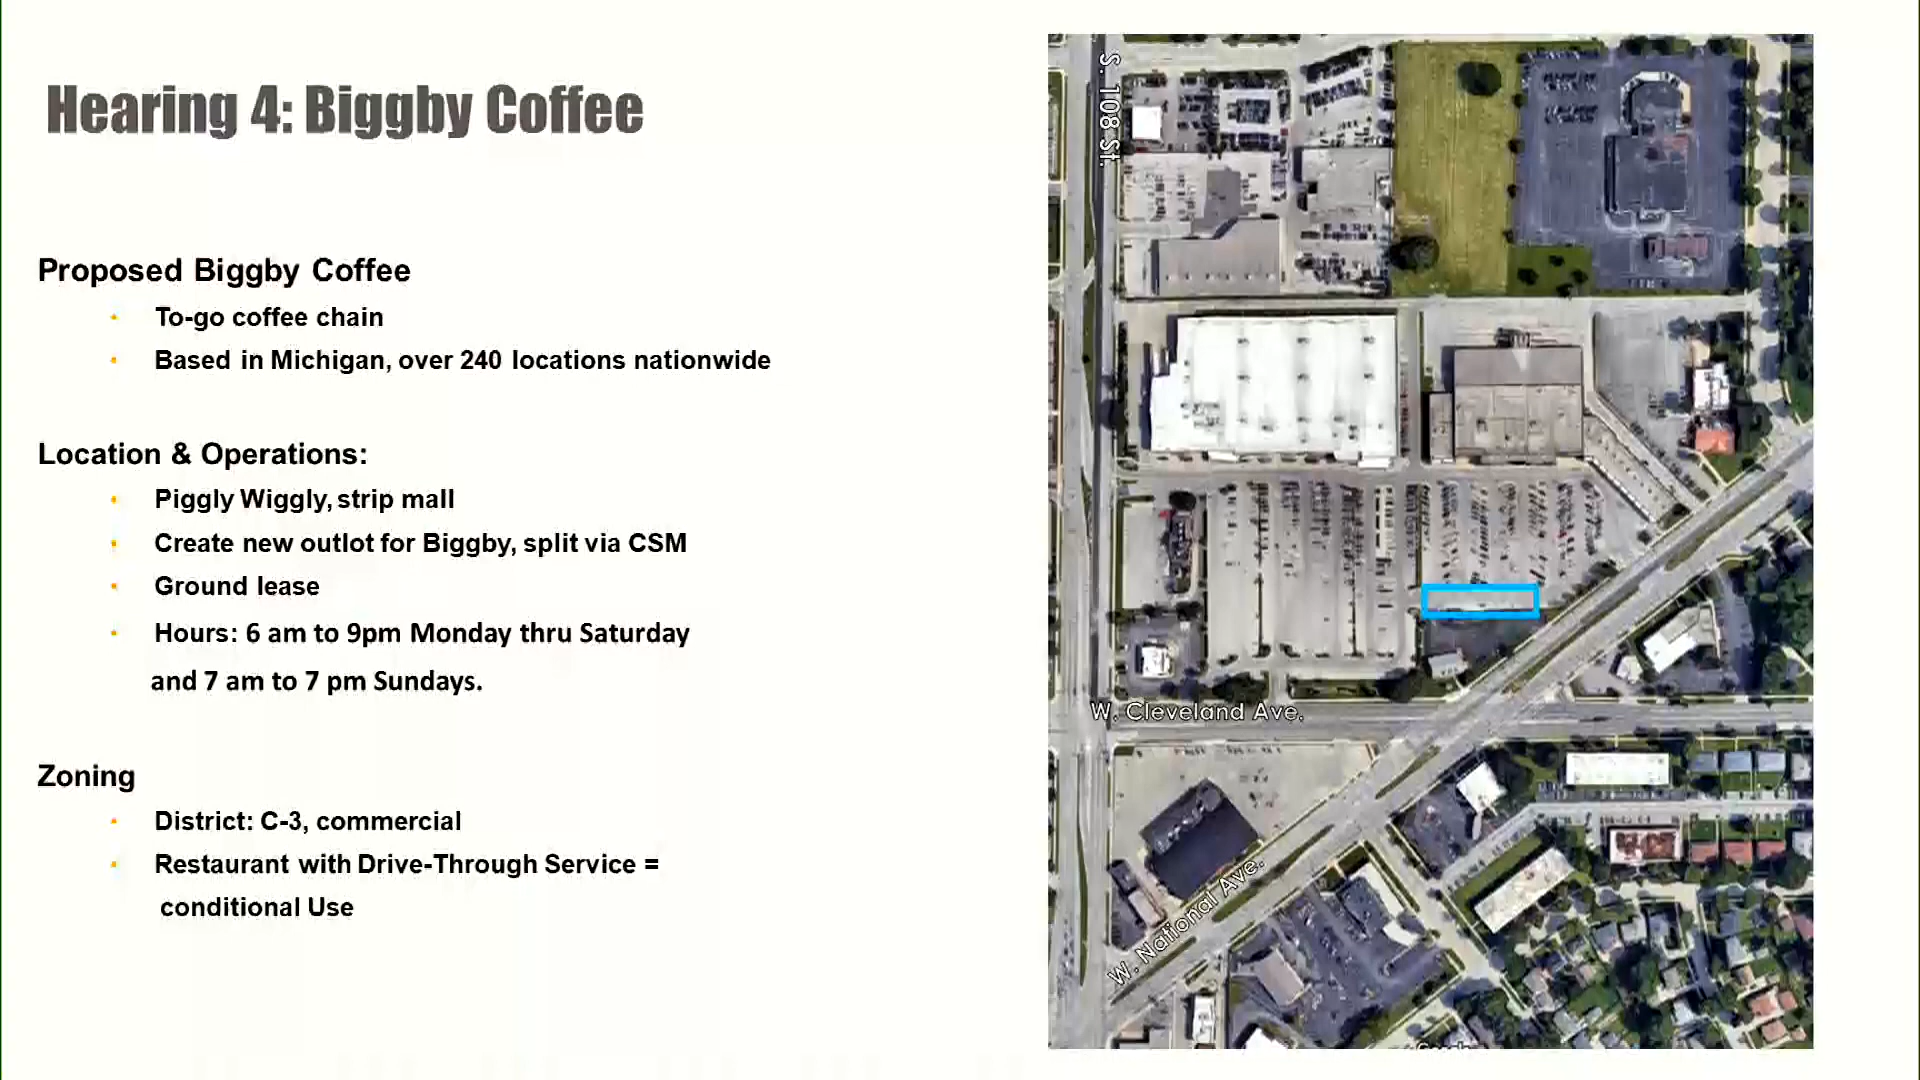 Hearing 4: Biggby Coffee
Proposed Biggby Coffee
To-go coffee chain
Based in Michigan, over 240 locations nationwide
Location & Operations:
Piggly Wiggly, strip mall
Create new outlot for Biggby, split via CSM
Ground lease
Hours: 6 am to 9pm Monday thru Saturday
and 7 am to 7 pm Sundays.
Zoning
District: C-3, commercial
Restaurant with Drive-Through Service =
conditional Use
S. 108 St.
W. Cleveland Ave.
W. National Ave.